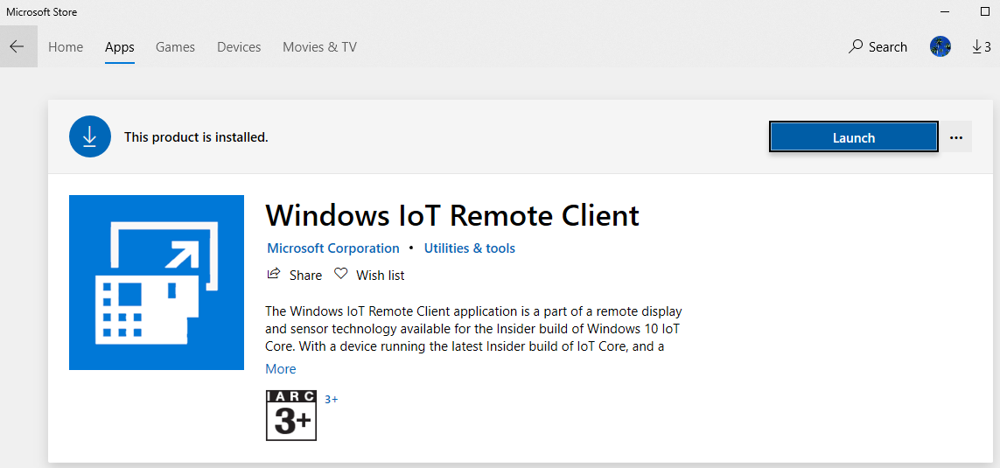 Microsoft Store
Home Apps Games Devices Movies & TV Search 3
This product is installed. Launch ...
Windows IoT Remote Client
Microsoft Corporation • Utilities & tools
Share Wish list
The Windows IoT Remote Client application is a part of a remote display
and sensor technology available for the Insider build of Windows 10 IoT
Core. With a device running the latest Insider build of IoT Core, and a
More
IARC 3+
3+